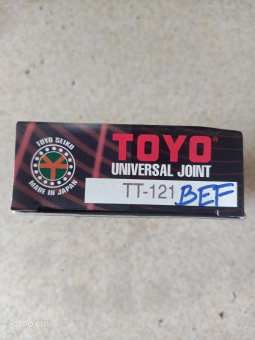 TOYO
UNIVERSAL JOINT
TT-121 BEF
TOYO SEIKO
MADE IN JAPAN